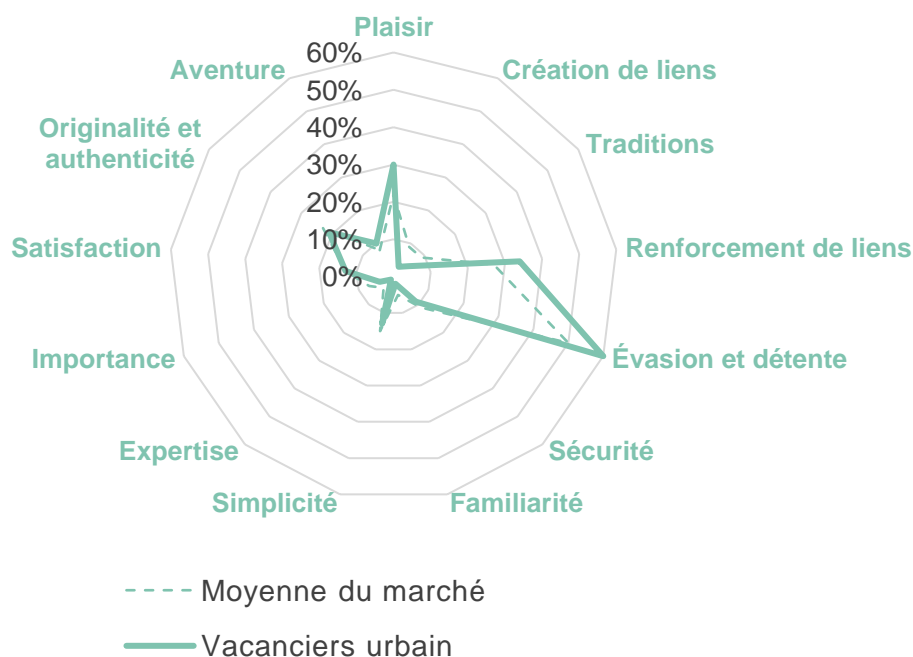 Plaisir
60%
Aventure
Création de liens
50%
40%
Originalité et
authenticité
Traditions
30%
20%
10%
Satisfaction
Renforcement de liens
0%
Importance
Évasion et détente
Expertise
Sécurité
Simplicité
Familiarité
Moyenne du marché
Vacanciers urbain